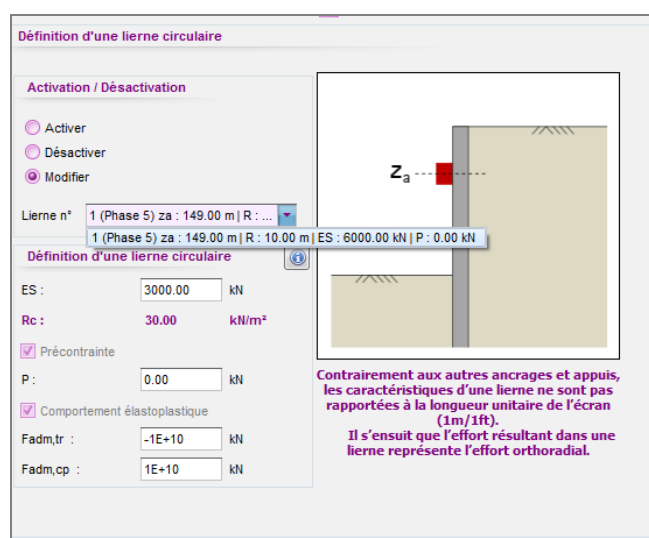 Définition d'une lierne circulaire
Activation / Désactivation
Activer
Désactiver
Modifier
Lierne n° 1 (Phase 5) za : 149.00 m | R : ...
1 (Phase 5) za : 149.00 m | R : 10.00 m | ES : 6000.00 kN | P : 0.00 kN
Définition d'une lierne circulaire
ES : 3000.00 kN
Rc : 30.00 kN/m²
Précontrainte
P : 0.00 kN
Comportement élastoplastique
Fadm,tr : -1E+10 kN
Fadm,cp : 1E+10 kN
Za
Contrairement aux autres ancrages et appuis,
les caractéristiques d'une lierne ne sont pas
rapportées à la longueur unitaire de l'écran
(1m/1ft).
Il s'ensuit que l'effort résultant dans une
lierne représente l'effort orthoradial.